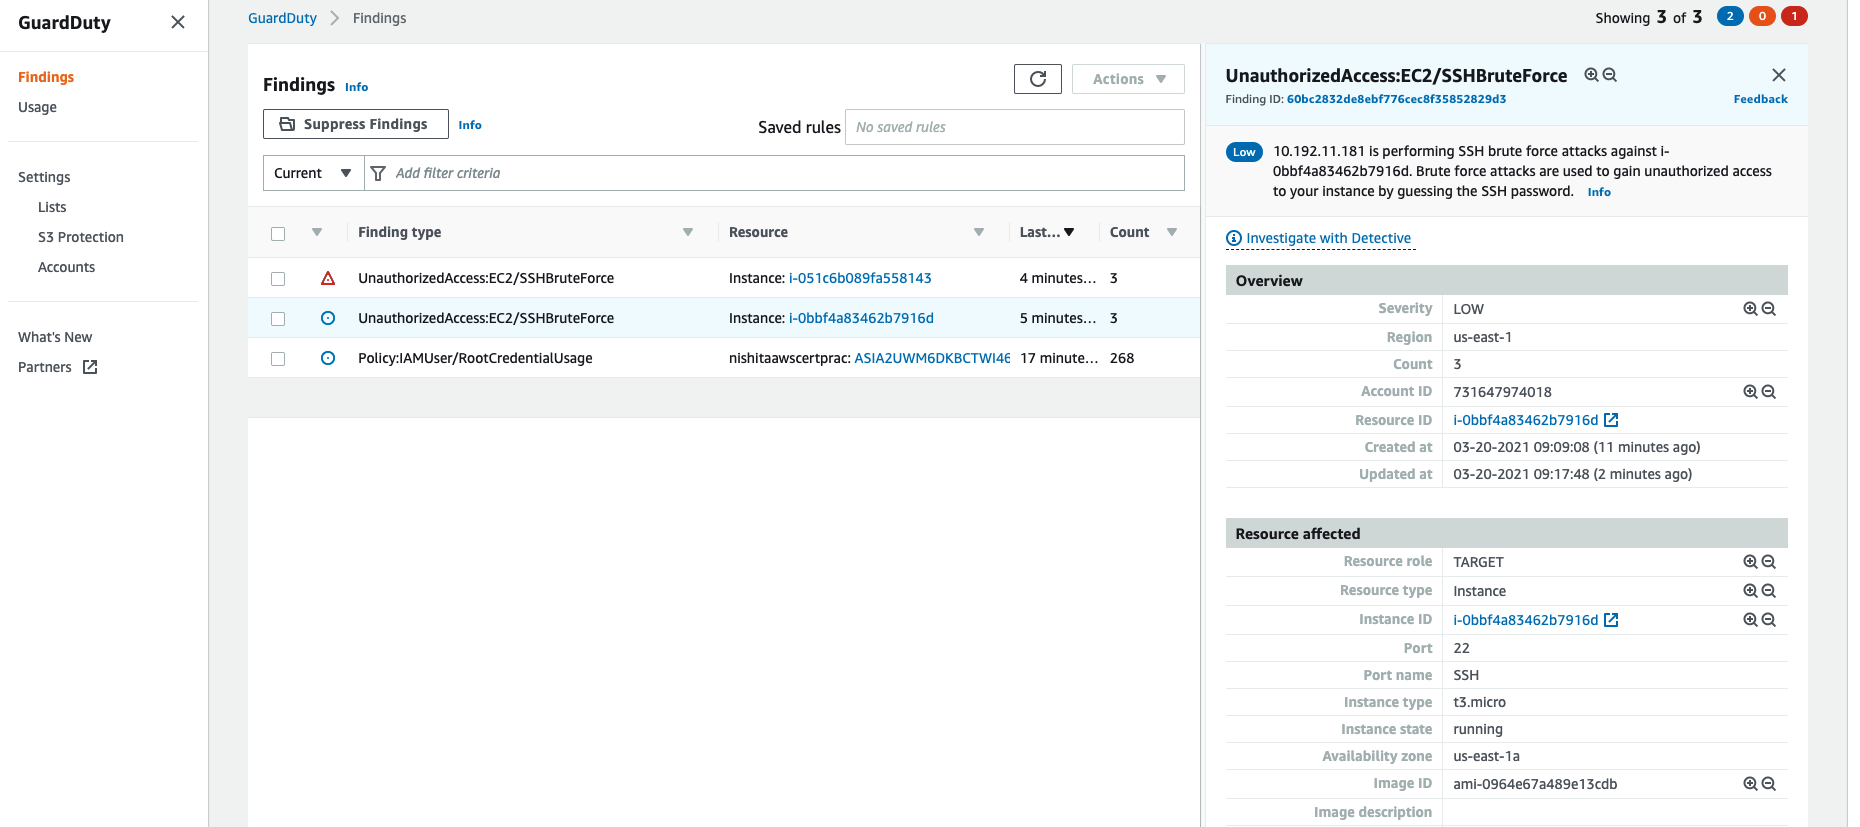 GuardDuty
Findings
Usage
Settings
Lists
S3 Protection
Accounts
What's New
Partners
GuardDuty Findings
Showing 3 of 3 2 0 1
Findings Info
Actions
Suppress Findings Info
Saved rules No saved rules
Current Add filter criteria
Finding type Resource Last... Count
UnauthorizedAccess:EC2/SSHBruteForce Instance: i-051c6b089fa558143 4 minutes... 3
UnauthorizedAccess:EC2/SSHBruteForce Instance: i-0bbf4a83462b7916d 5 minutes... 3
Policy:IAMUser/RootCredentialUsage nishitaawscertprac: ASIA2UWM6DKBCTWI46 17 minute... 268
UnauthorizedAccess:EC2/SSHBruteForce
Finding ID: 60bc2832de8ebf776cec8f35852829d3 Feedback
Low 10.192.11.181 is performing SSH brute force attacks against i-
0bbf4a83462b7916d. Brute force attacks are used to gain unauthorized access
to your instance by guessing the SSH password. Info
Investigate with Detective
Overview
Severity LOW
Region us-east-1
Count 3
Account ID 731647974018
Resource ID i-0bbf4a83462b7916d
Created at 03-20-2021 09:09:08 (11 minutes ago)
Updated at 03-20-2021 09:17:48 (2 minutes ago)
Resource affected
Resource role TARGET
Resource type Instance
Instance ID i-0bbf4a83462b7916d
Port 22
Port name SSH
Instance type t3.micro
Instance state running
Availability zone us-east-1a
Image ID ami-0964e67a489e13cdb
Image description